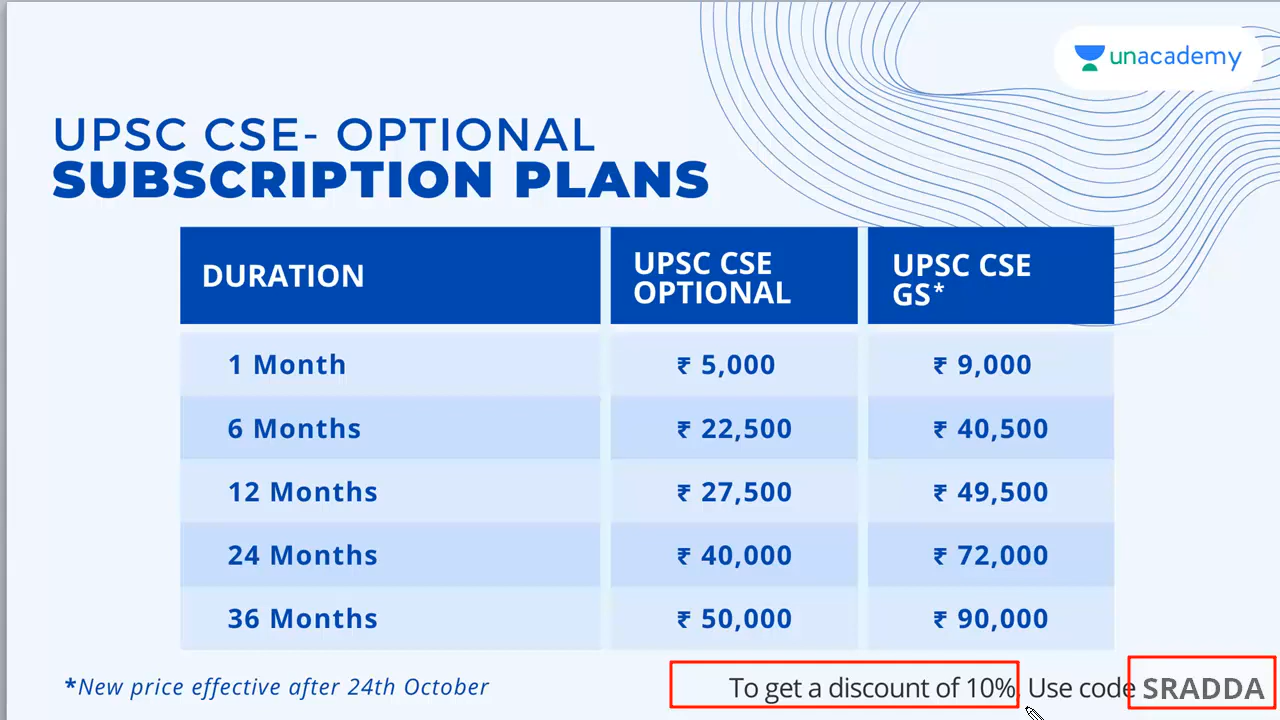 unacademy
UPSC CSE- OPTIONAL
SUBSCRIPTION PLANS
DURATION
UPSC CSE
OPTIONAL
UPSC CSE
GS*
1 Month ₹ 5,000 ₹ 9,000
6 Months ₹ 22,500 ₹ 40,500
12 Months ₹ 27,500 ₹ 49,500
24 Months ₹ 40,000 ₹ 72,000
36 Months ₹ 50,000 ₹ 90,000
*New price effective after 24th October
To get a discount of 10%. Use code SRADDA